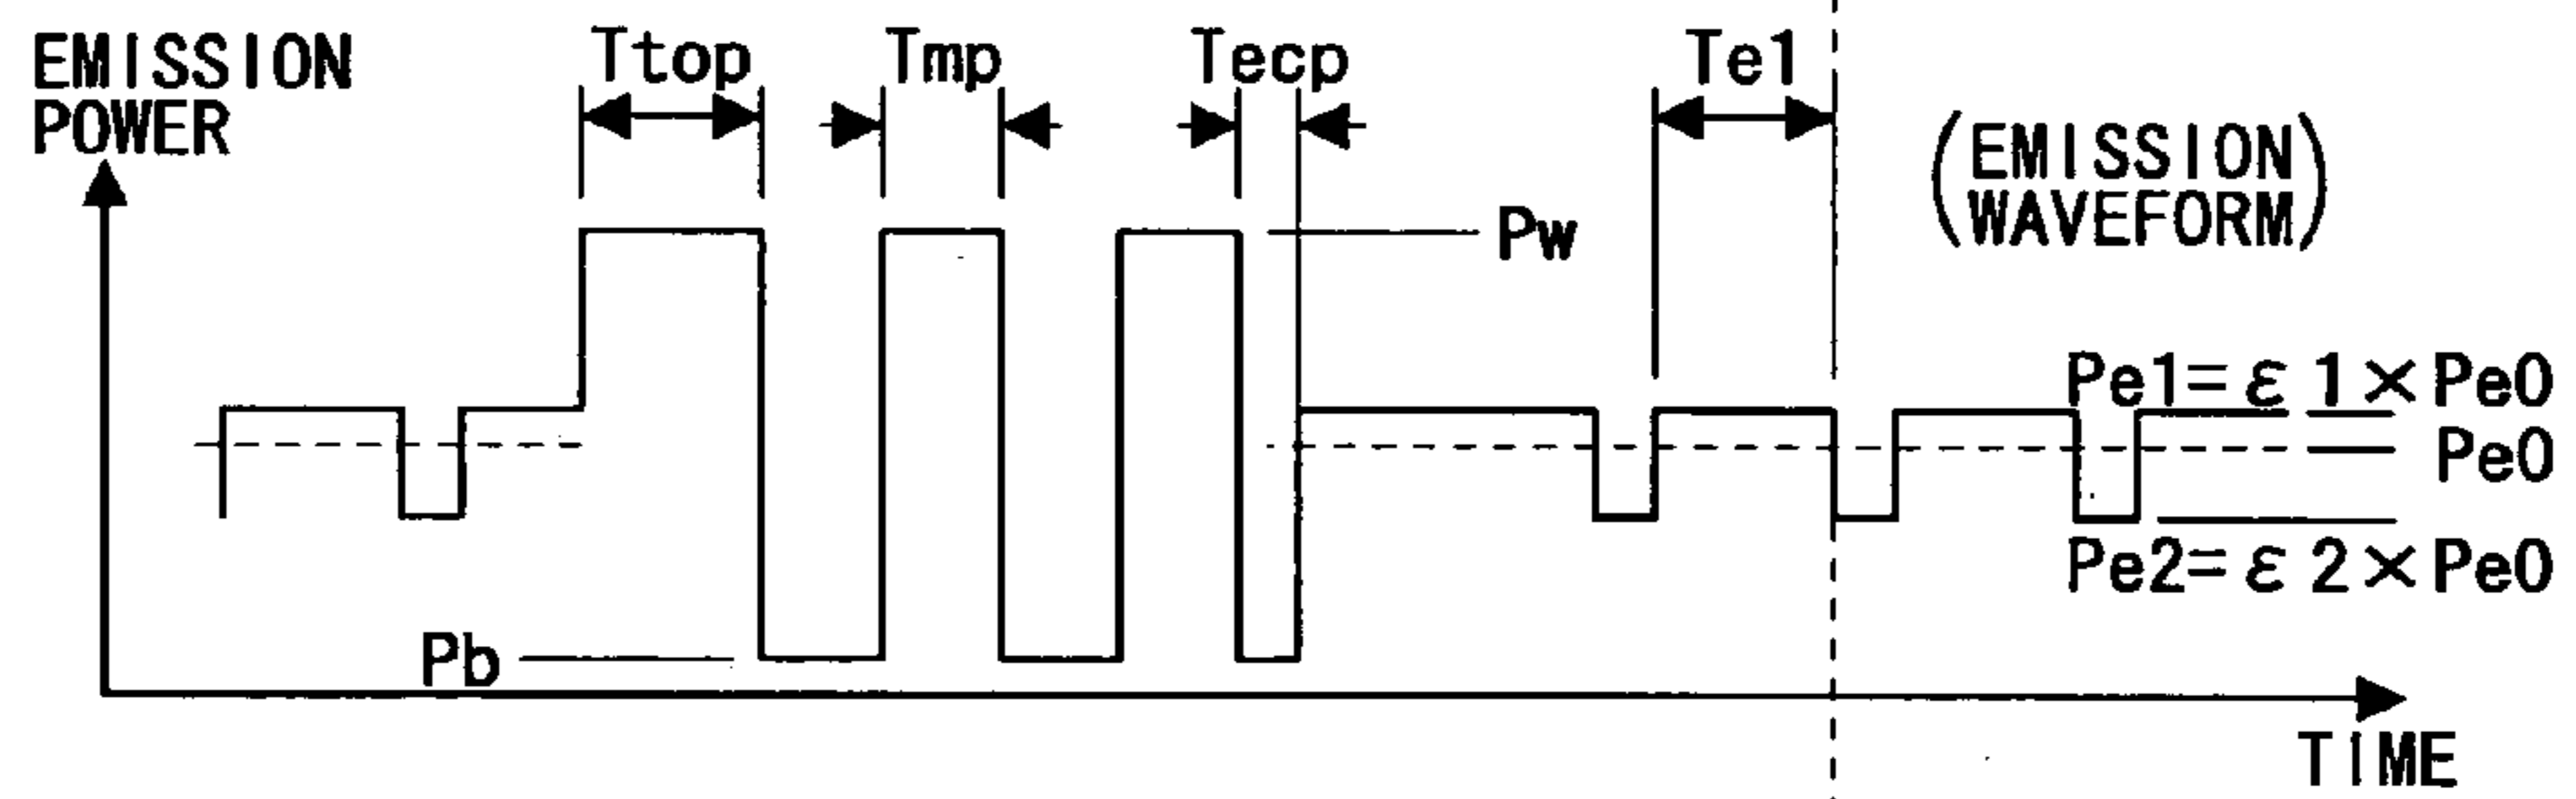 EMISSION
POWER
Ttop
Tmp
Tecp
Te1
(EMISSION
WAVEFORM)
Pw
Pe1=ε1×Pe0
Pe0
Pe2=ε2×Pe0
Pb
TIME